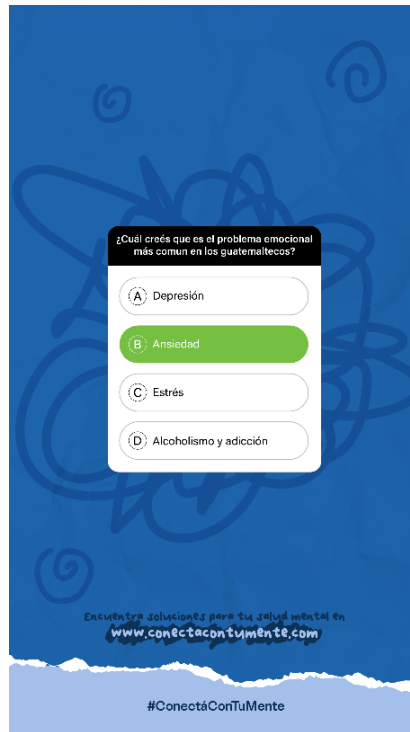 ¿Cuál creés que es el problema emocional
más comun en los guatemaltecos?
A Depresión
B Ansiedad
C Estrés
D Alcoholismo y adicción
Encuentra soluciones para tu salud mental en
www.conectacontumente.com
#ConectáConTuMente